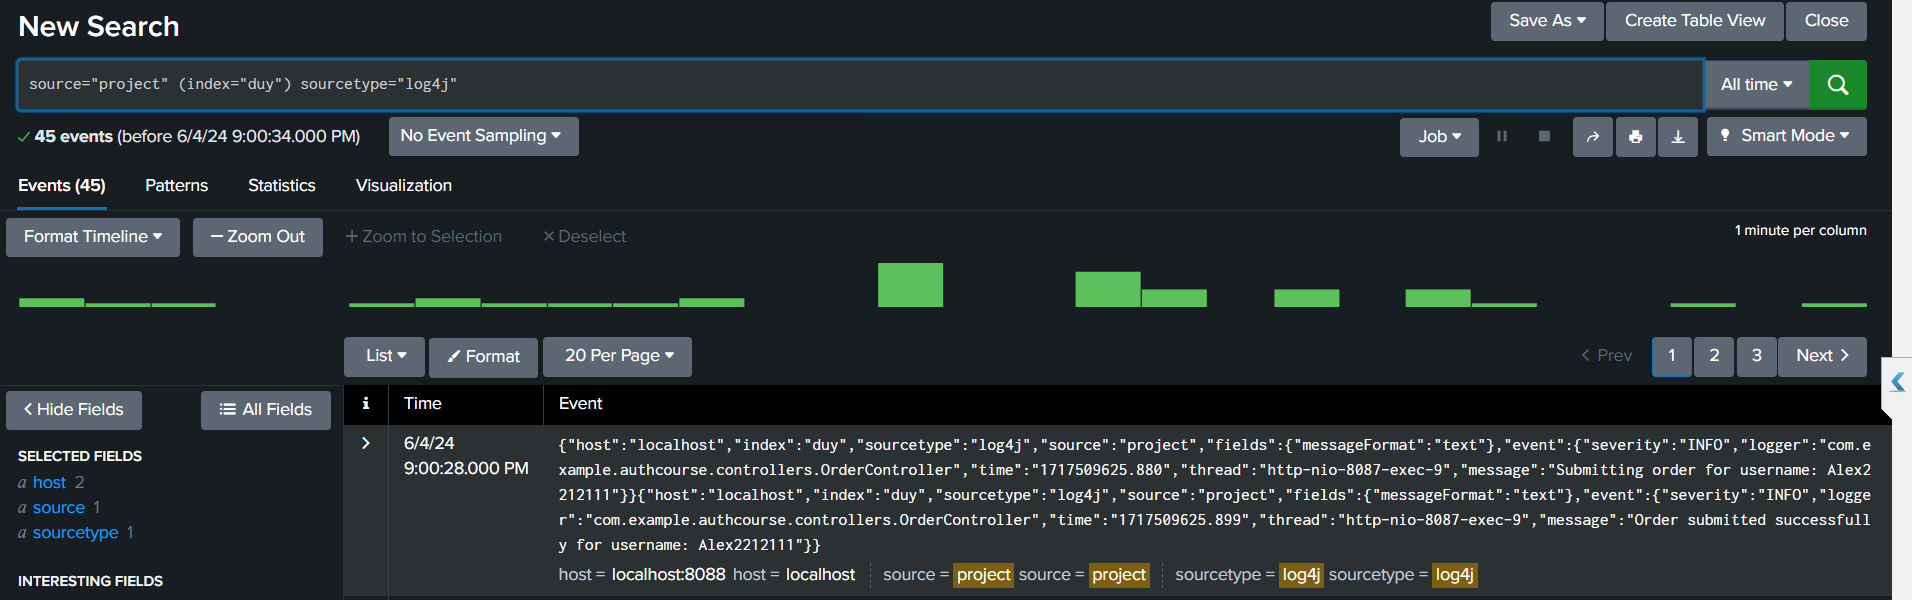 New Search
Save As
Create Table View
Close
source="project" (index="duy") sourcetype="log4j"
All time
45 events (before 6/4/24 9:00:34.000 PM)
No Event Sampling
Job
Smart Mode
Events (45)
Patterns
Statistics
Visualization
Format Timeline
— Zoom Out
+ Zoom to Selection
× Deselect
1 minute per column
List
Format
20 Per Page
< Prev
1
2
3
Next >
< Hide Fields
All Fields
i
Time
Event
SELECTED FIELDS
a host 2
a source 1
a sourcetype 1
INTERESTING FIELDS
>
6/4/24
9:00:28.000 PM
{"host":"localhost","index":"duy","sourcetype":"log4j","source":"project","fields":{"messageFormat":"text"},"event":{"severity":"INFO","logger":"com.e
xample.authcourse.controllers.OrderController","time":"1717509625.880","thread":"http-nio-8087-exec-9","message":"Submitting order for username: Alex2
212111"}}{"host":"localhost","index":"duy","sourcetype":"log4j","source":"project","fields":{"messageFormat":"text"},"event":{"severity":"INFO","logge
r":"com.example.authcourse.controllers.OrderController","time":"1717509625.899","thread":"http-nio-8087-exec-9","message":"Order submitted successfull
y for username: Alex2212111"}}
host = localhost:8088 host = localhost source = project source = project sourcetype = log4j sourcetype = log4j